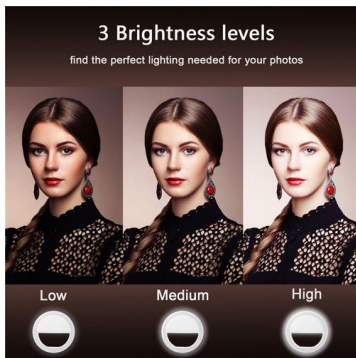 3 Brightness levels
find the perfect lighting needed for your photos
Low
Medium
High